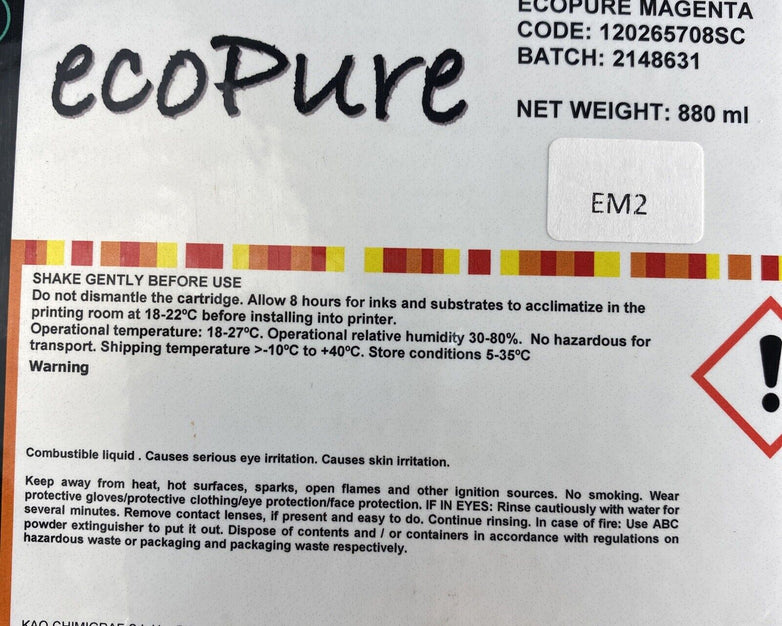 ecoPure
ECOPURE MAGENTA
CODE: 120265708SC
BATCH: 2148631
NET WEIGHT: 880 ml
EM2
SHAKE GENTLY BEFORE USE
Do not dismantle the cartridge. Allow 8 hours for inks and substrates to acclimatize in the
printing room at 18-22ºC before installing into printer.
Operational temperature: 18-27ºC. Operational relative humidity 30-80%. No hazardous for
transport. Shipping temperature >-10ºC to +40ºC. Store conditions 5-35ºC
Warning
Combustible liquid . Causes serious eye irritation. Causes skin irritation.
Keep away from heat, hot surfaces, sparks, open flames and other ignition sources. No smoking. Wear
protective gloves/protective clothing/eye protection/face protection. IF IN EYES: Rinse cautiously with water for
several minutes. Remove contact lenses, if present and easy to do. Continue rinsing. In case of fire: Use ABC
powder extinguisher to put it out. Dispose of contents and / or containers in accordance with regulations on
hazardous waste or packaging and packaging waste respectively.